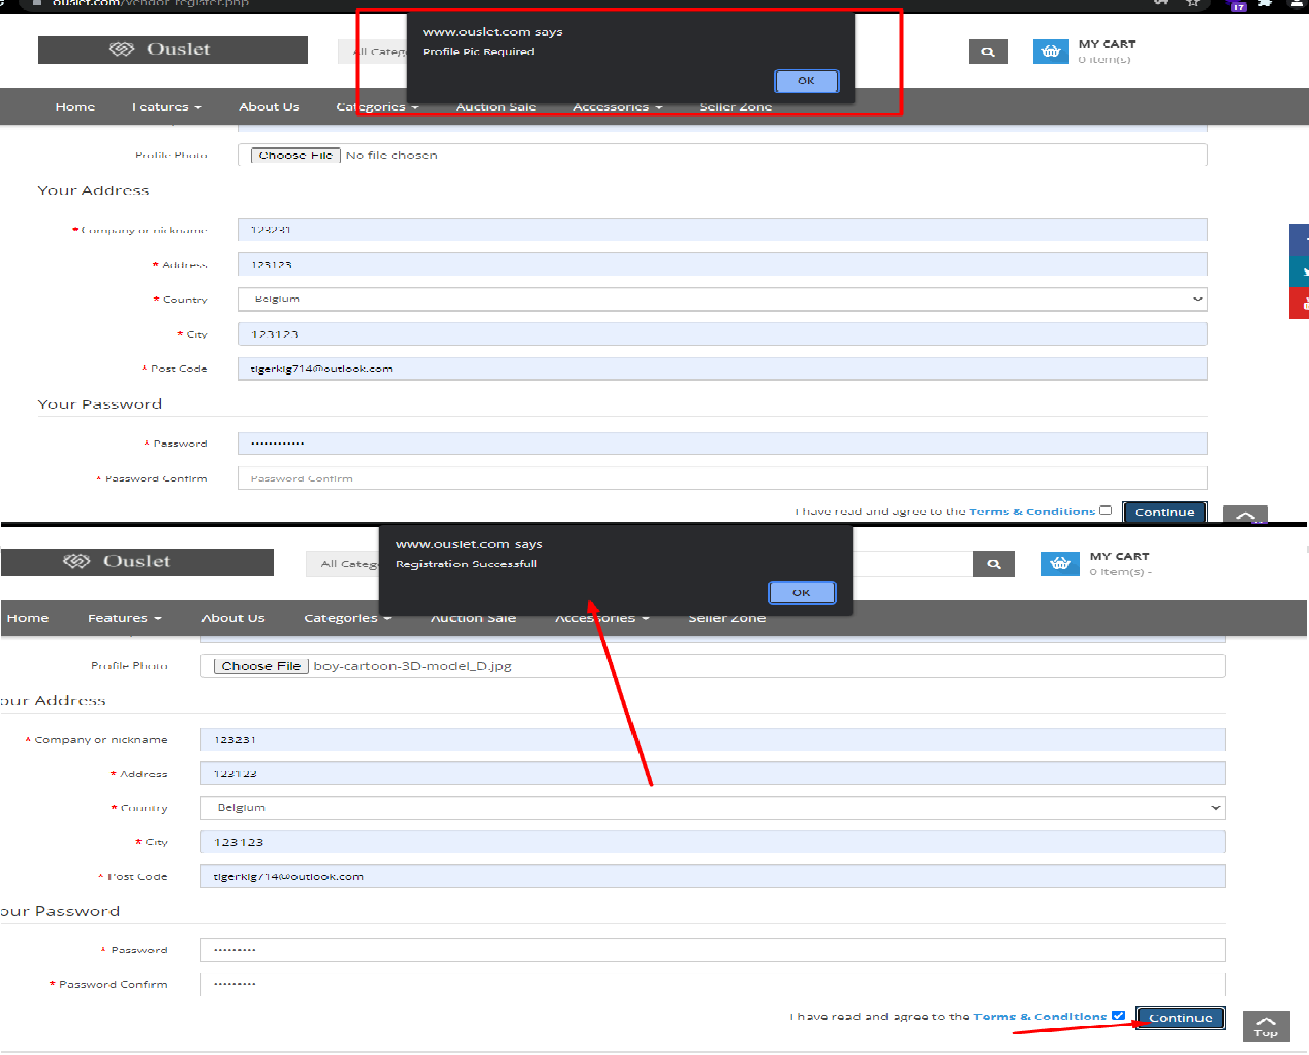 ouslet.com/vendor_register.php
17
www.ouslet.com says
Profile Pic Required
OK
Ouslet
All Categ
MY CART
0 item(s)
Home Features About Us Categories Auction Sale Accessories Seller Zone
Profile Photo Choose File No file chosen
Your Address
* Company or nickname 123231
* Address 123123
* Country Belgium
* City 123123
* Post Code tigerkig714@outlook.com
Your Password
* Password ············
* Password Confirm Password Confirm
I have read and agree to the Terms & Conditions Continue
www.ouslet.com says
Registration Successfull
OK
Ouslet
All Catego
MY CART
0 item(s) -
Home Features About Us Categories Auction Sale Accessories Seller Zone
Profile Photo Choose File boy-cartoon-3D-model_D.jpg
our Address
* Company or nickname 123231
* Address 123123
* Country Belgium
* City 123123
* Post Code tigerkig714@outlook.com
our Password
* Password ·········
* Password Confirm ·········
I have read and agree to the Terms & Conditions Continue
Top